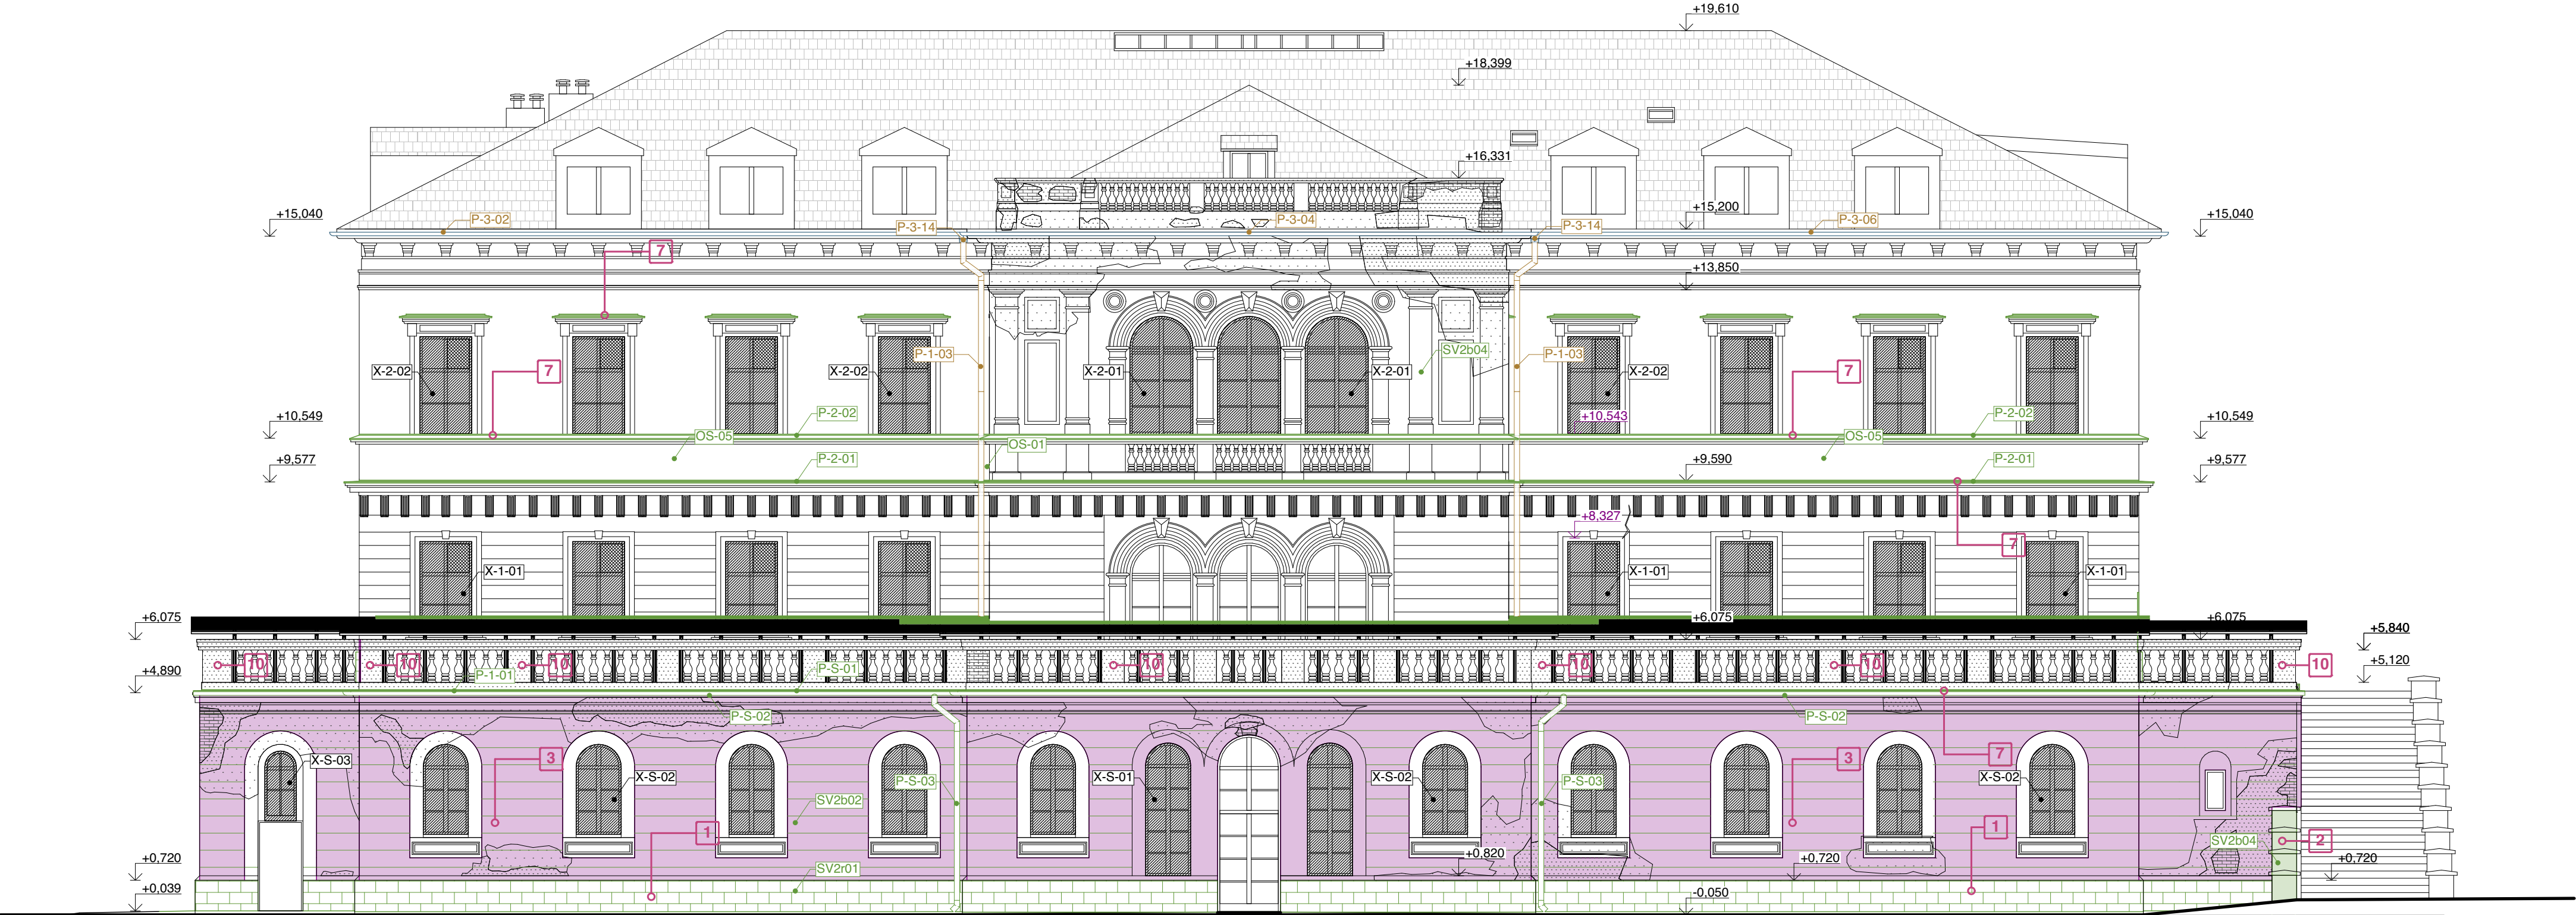 +19,610
+18,399
+16,331
+15,040
P-3-02
P-3-14
P-3-04
P-3-14
+15,200
P-3-06
+15,040
7
+13,850
P-1-03
SV2b04
P-1-03
X-2-02
7
X-2-02
X-2-01
X-2-01
X-2-02
7
+10,549
P-2-02
+10,543
P-2-02
+10,549
OS-05
OS-01
OS-05
+9,577
P-2-01
+9,590
P-2-01
+9,577
+8,327
7
X-1-01
X-1-01
X-1-01
+6,075
+6,075
+6,075
+5,840
10
10
10
10
10
10
10
+5,120
+4,890
P-1-01
P-S-01
P-S-02
P-S-02
7
X-S-03
3
3
X-S-02
P-S-03
X-S-01
X-S-02
P-S-03
X-S-02
SV2b02
1
1
SV2b04
2
+0,720
+0,820
+0,720
+0,720
SV2r01
+0,039
-0,050